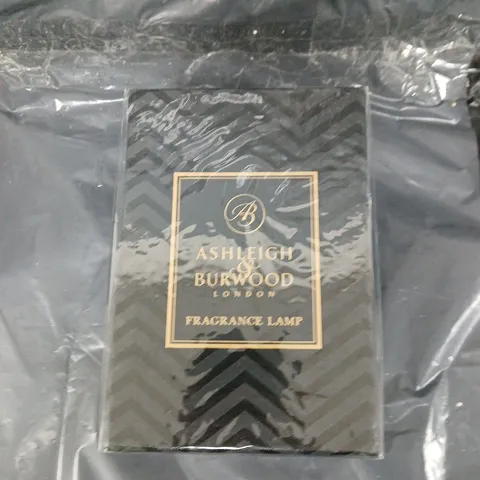 AB
ASHLEIGH
&
BURWOOD
LONDON
FRAGRANCE LAMP